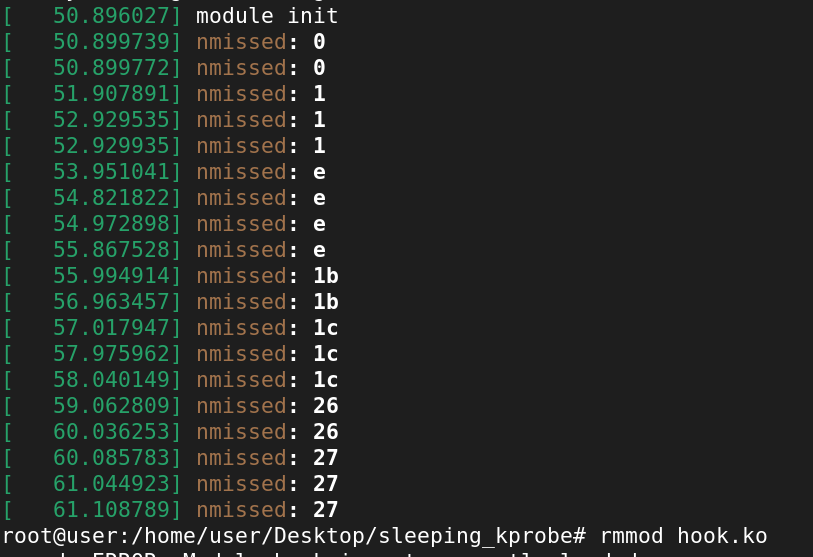 [   50.896027] module init
[   50.899739] nmissed: 0
[   50.899772] nmissed: 0
[   51.907891] nmissed: 1
[   52.929535] nmissed: 1
[   52.929935] nmissed: 1
[   53.951041] nmissed: e
[   54.821822] nmissed: e
[   54.972898] nmissed: e
[   55.867528] nmissed: e
[   55.994914] nmissed: 1b
[   56.963457] nmissed: 1b
[   57.017947] nmissed: 1c
[   57.975962] nmissed: 1c
[   58.040149] nmissed: 1c
[   59.062809] nmissed: 26
[   60.036253] nmissed: 26
[   60.085783] nmissed: 27
[   61.044923] nmissed: 27
[   61.108789] nmissed: 27
root@user:/home/user/Desktop/sleeping_kprobe# rmmod hook.ko